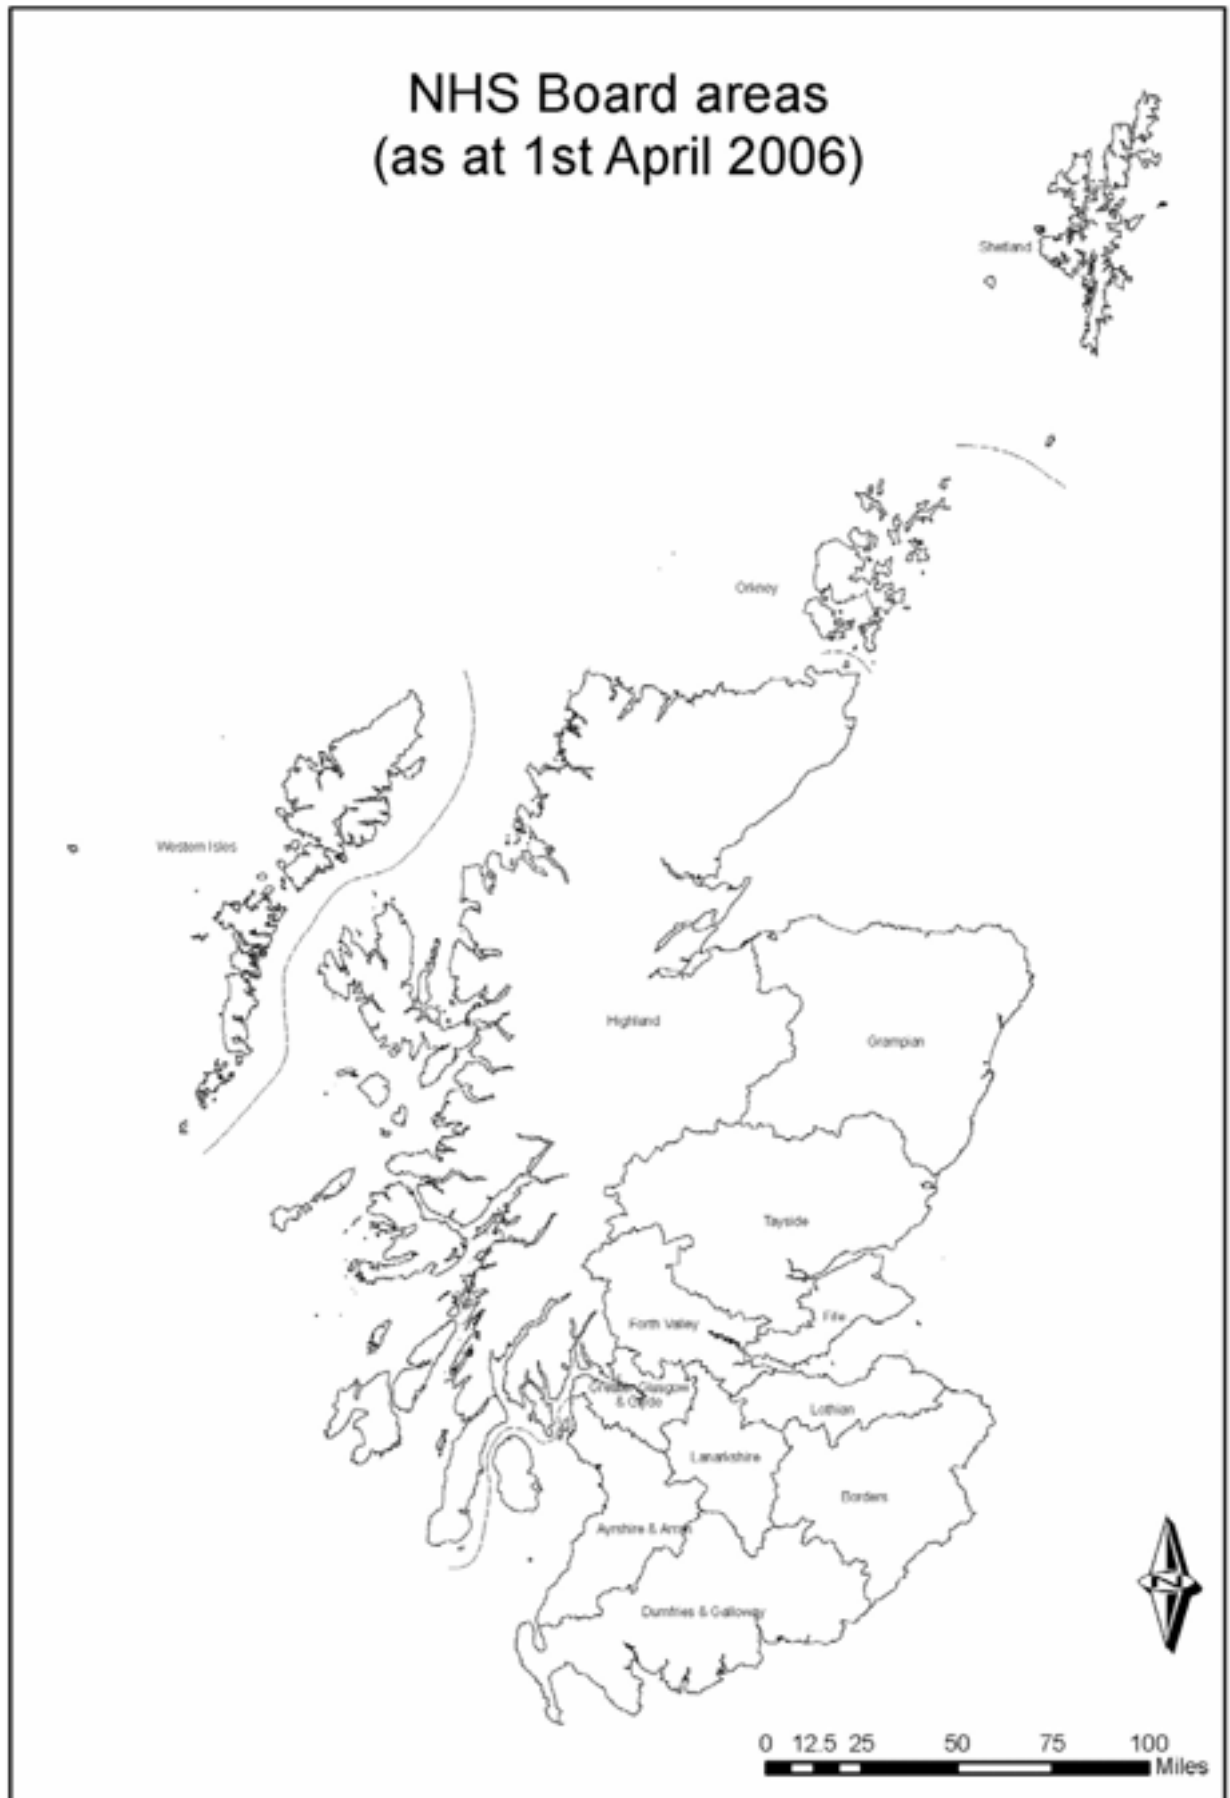 NHS Board areas
(as at 1st April 2006)
Shetland
Orkney
Western Isles
Highland
Grampian
Tayside
Fife
Forth Valley
Greater Glasgow
& Clyde
Lothian
Lanarkshire
Borders
Ayrshire & Arran
Dumfries & Galloway
N
0 12.5 25 50 75 100
Miles